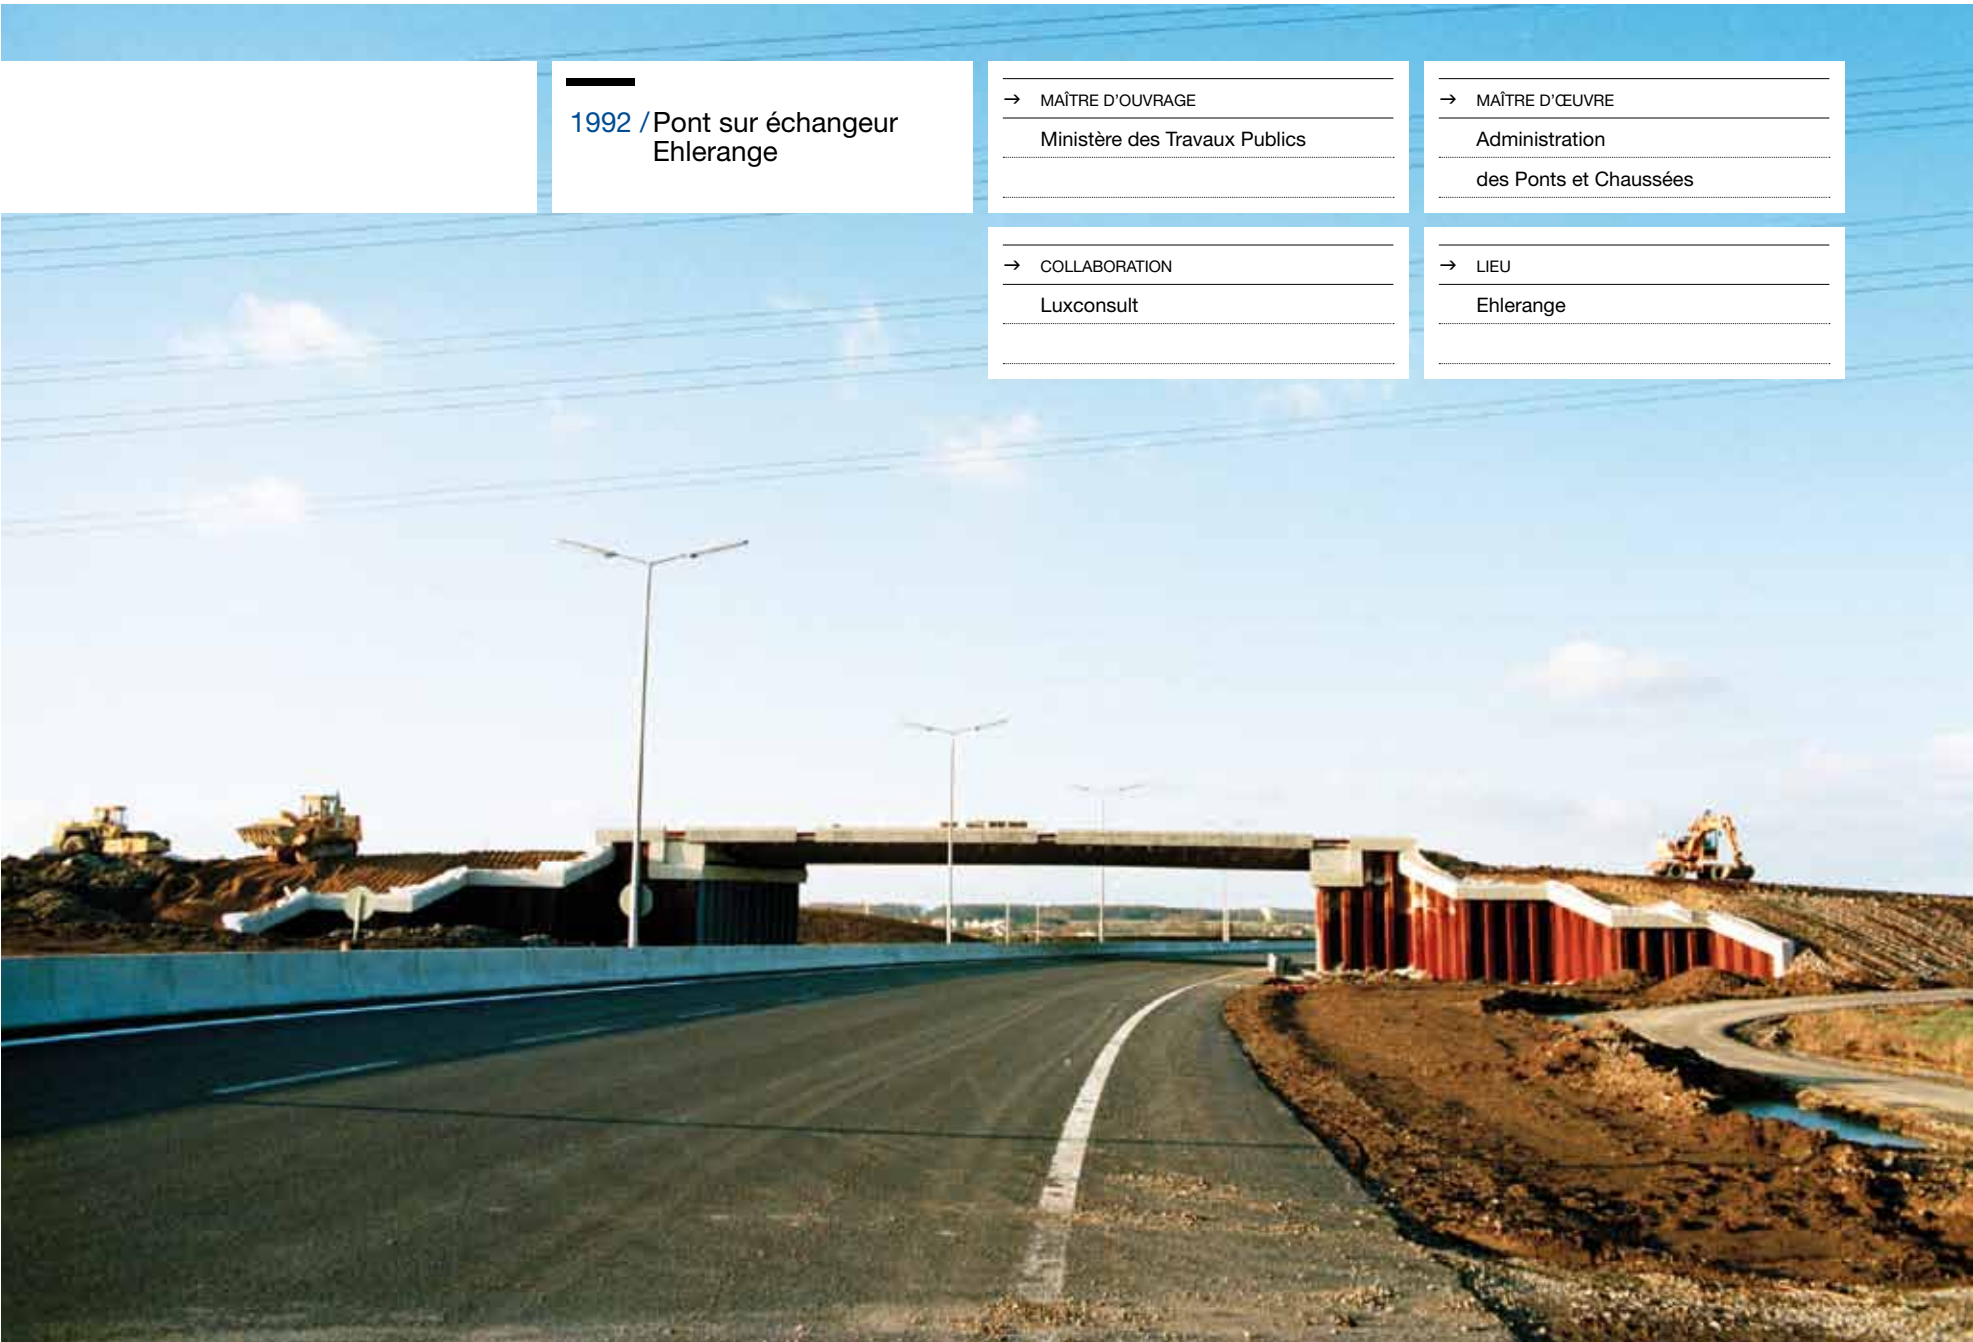 1992 / Pont sur échangeur
Ehlerange
→ MAÎTRE D'OUVRAGE
Ministère des Travaux Publics
→ MAÎTRE D'ŒUVRE
Administration
des Ponts et Chaussées
→ COLLABORATION
Luxconsult
→ LIEU
Ehlerange